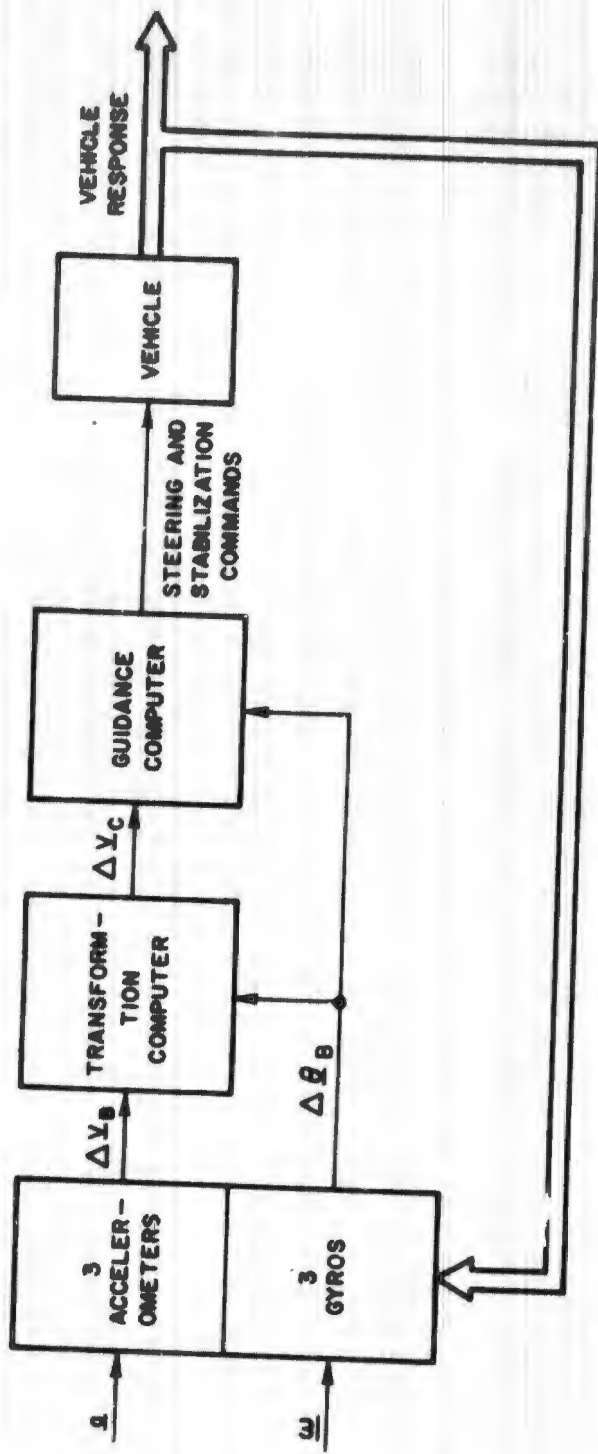 a
ω
3
ACCELER-
OMETERS
3
GYROS
ΔV_B
Δθ_B
TRANSFORM-
TION
COMPUTER
ΔV_C
GUIDANCE
COMPUTER
STEERING AND
STABILIZATION
COMMANDS
VEHICLE
VEHICLE
RESPONSE